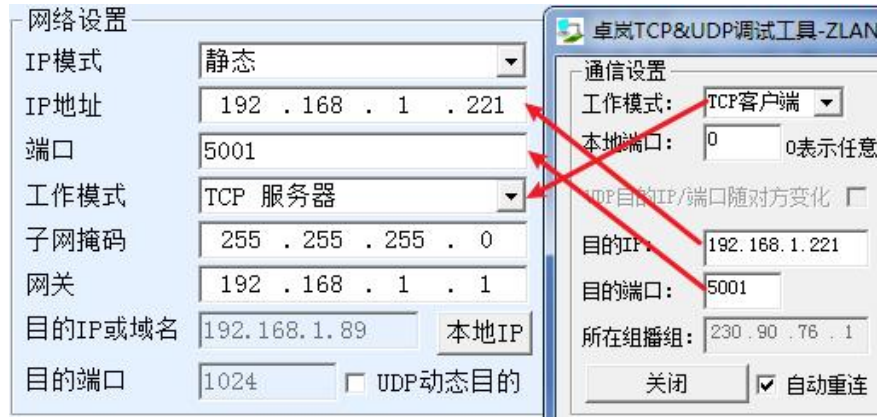 网络设置
IP模式 静态
IP地址 192 . 168 . 1 . 221
端口 5001
工作模式 TCP 服务器
子网掩码 255 . 255 . 255 . 0
网关 192 . 168 . 1 . 1
目的IP或域名 192.168.1.89 本地IP
目的端口 1024 UDP动态目的
卓岚TCP&UDP调试工具-ZLAN
通信设置
工作模式: TCP客户端
本地端口: 0 0表示任意
UDP目的IP/端口随对方变化
目的IP: 192.168.1.221
目的端口: 5001
所在组播组: 230 .90 .76 . 1
关闭 自动重连